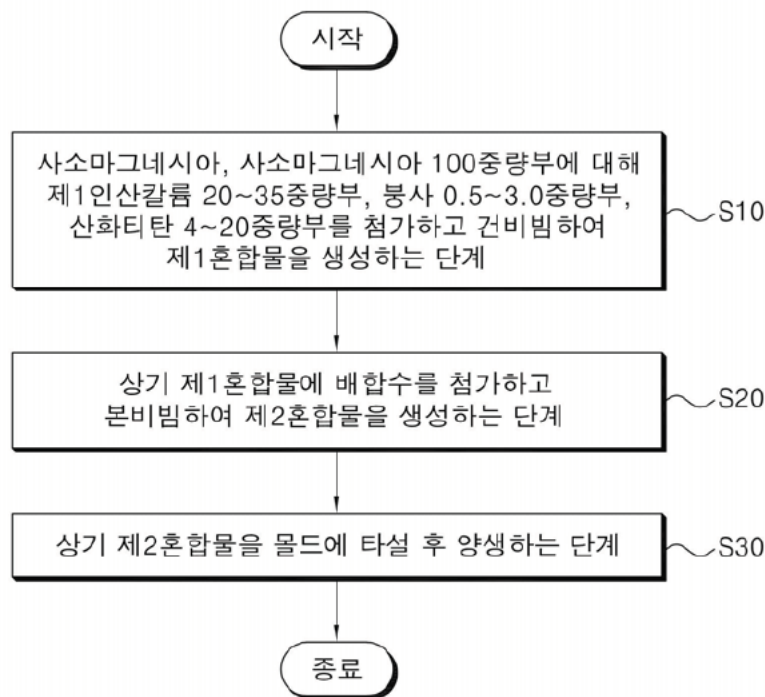 시작
사소마그네시아, 사소마그네시아 100중량부에 대해
제1인산칼륨 20~35중량부, 붕사 0.5~3.0중량부,
산화티탄 4~20중량부를 첨가하고 건비빔하여
제1혼합물을 생성하는 단계
S10
상기 제1혼합물에 배합수를 첨가하고
본비빔하여 제2혼합물을 생성하는 단계
S20
상기 제2혼합물을 몰드에 타설 후 양생하는 단계
S30
종료